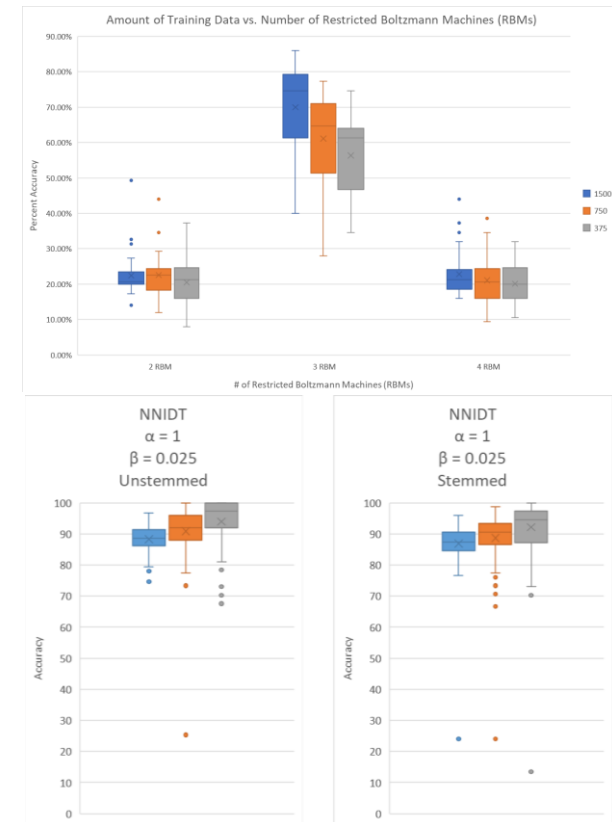 Amount of Training Data vs. Number of Restricted Boltzmann Machines (RBMs)
90.00%
80.00%
70.00%
60.00%
50.00%
40.00%
30.00%
20.00%
10.00%
0.00%
Percent Accuracy
2 RBM
3 RBM
4 RBM
# of Restricted Boltzmann Machines (RBMs)
1500
750
375
NNIDT
α = 1
β = 0.025
Unstemmed
100
90
80
70
60
50
40
30
20
10
0
Accuracy
NNIDT
α = 1
β = 0.025
Stemmed
100
90
80
70
60
50
40
30
20
10
0
Accuracy